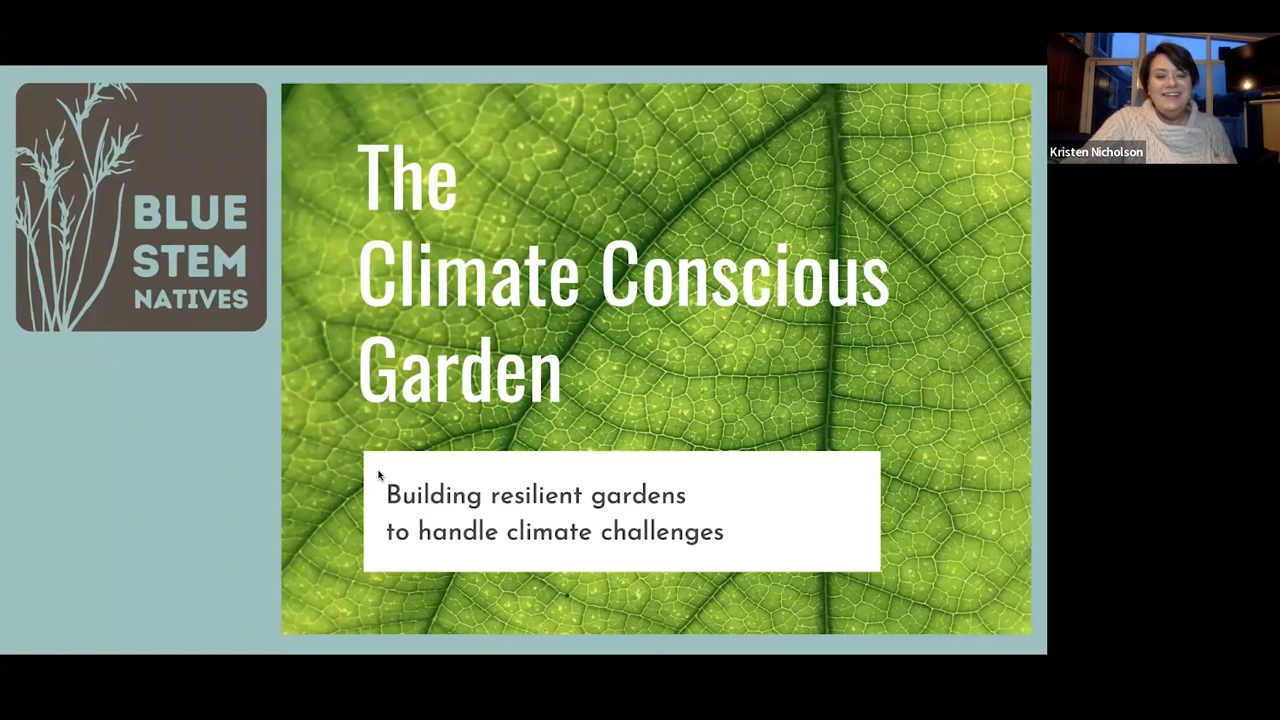 BLUE
STEM
NATIVES
The
Climate Conscious
Garden
Building resilient gardens
to handle climate challenges
Kristen Nicholson